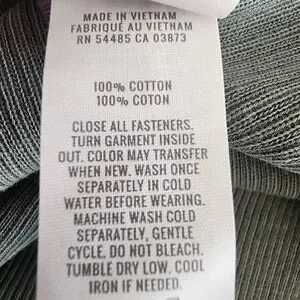 MADE IN VIETNAM
FABRIQUÉ AU VIETNAM
RN 54485 CA 03873
100% COTTON
100% COTON
CLOSE ALL FASTENERS.
TURN GARMENT INSIDE
OUT. COLOR MAY TRANSFER
WHEN NEW. WASH ONCE
SEPARATELY IN COLD
WATER BEFORE WEARING.
MACHINE WASH COLD
SEPARATELY, GENTLE
CYCLE. DO NOT BLEACH.
TUMBLE DRY LOW. COOL
IRON IF NEEDED.